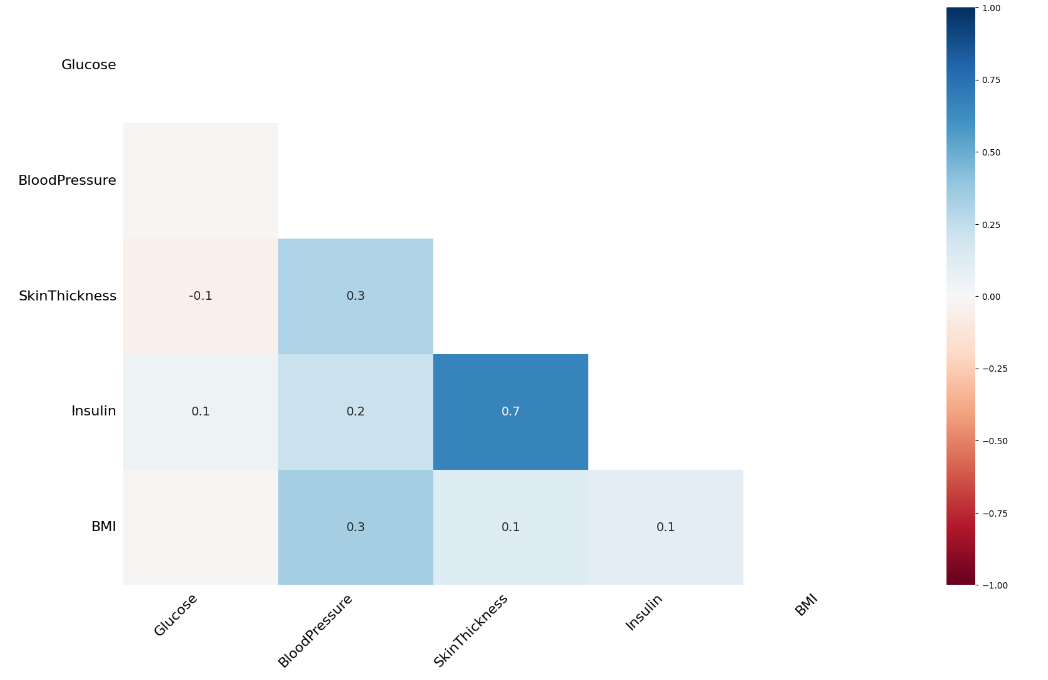 1.00
Glucose
0.75
BloodPressure
0.50
0.25
SkinThickness
-0.1 0.3
0.00
−0.25
Insulin
0.1 0.2 0.7
−0.50
BMI
0.3 0.1 0.1
−0.75
−1.00
Glucose
BloodPressure
SkinThickness
Insulin
BMI